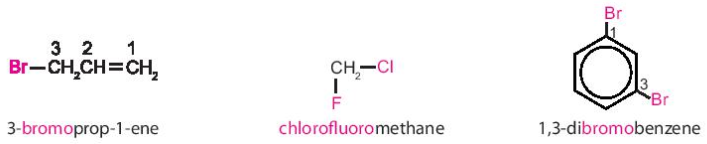 3 2 1
Br—CH₂CH=CH₂
3-bromoprop-1-ene
CH₂—Cl
F
chlorofluoromethane
Br
1
3
Br
1,3-dibromobenzene